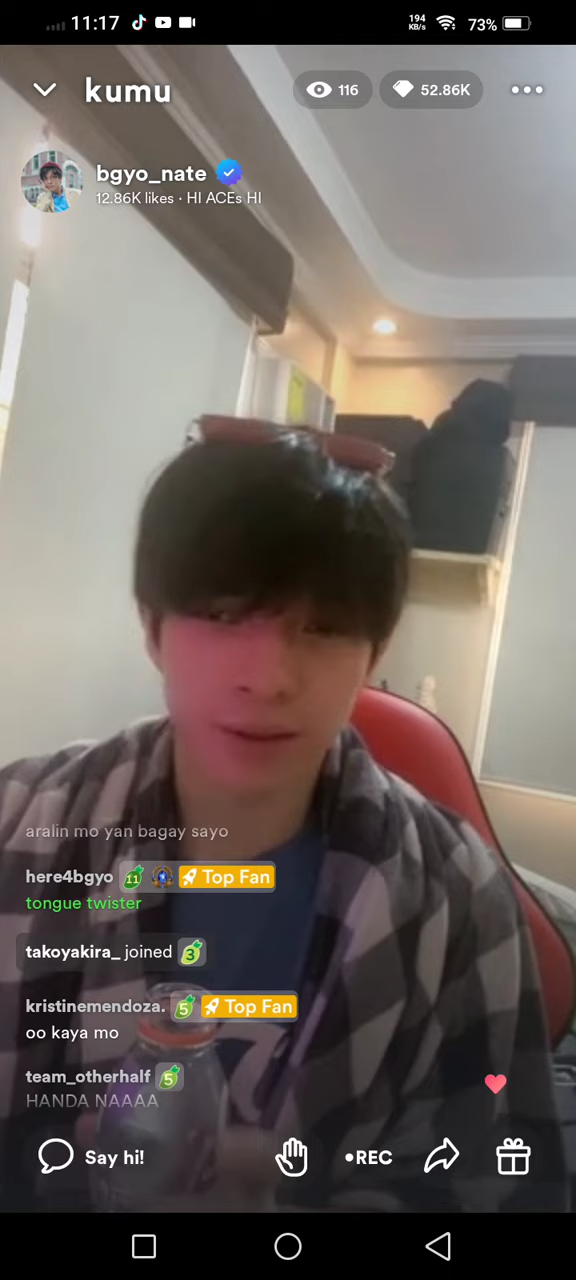 11:17
194
KB/s
73%
kumu
116
52.86K
bgyo_nate
12.86K likes · HI ACEs HI
aralin mo yan bagay sayo
here4bgyo 11 Top Fan
tongue twister
takoyakira_ joined 3
kristinemendoza. 5 Top Fan
oo kaya mo
team_otherhalf 5
HANDA NAAAA
Say hi!
•REC